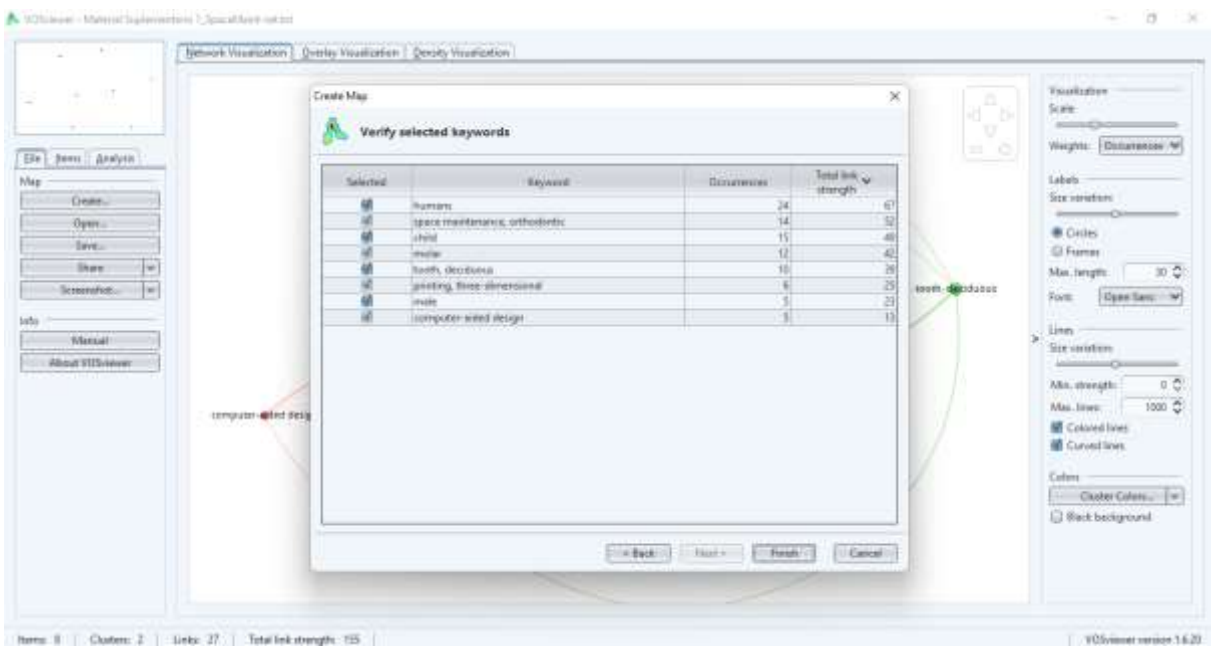 VOSviewer - Material Suplementario 1_SpaceMaint-set.txt
Network Visualization Overlay Visualization Density Visualization
File Items Analysis
Map
Create...
Open...
Save...
Share
Screenshot...
Info
Manual
About VOSviewer
Create Map
Verify selected keywords
Selected Keyword Occurrences Total link strength
humans 24 67
space maintenance, orthodontic 14 52
child 15 48
molar 12 42
tooth, deciduous 10
printing, three-dimensional 6 25
male 5 23
computer-aided design 5 13
< Back Next > Finish Cancel
tooth, deciduous
computer-aided desig
>
Visualization
Scale:
Weights: Occurrences
Labels
Size variation:
Circles
Frames
Max. length: 30
Font: Open Sans
Lines
Size variation:
Min. strength: 0
Max. lines: 1000
Colored lines
Curved lines
Colors
Cluster Colors...
Black background
Items: 8 Clusters: 2 Links: 27 Total link strength: 155
VOSviewer version 1.6.20